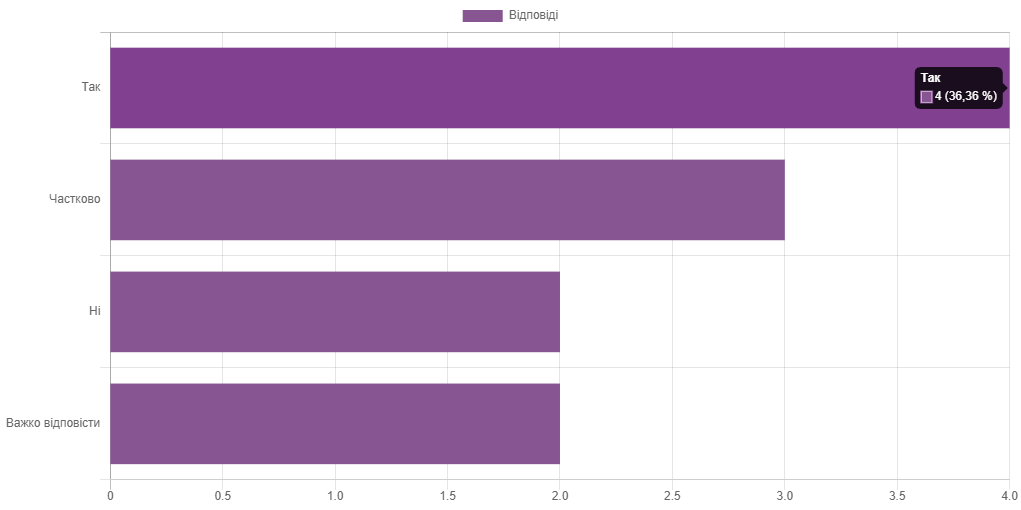 Відповіді
Так
Так
4 (36,36 %)
Частково
Ні
Важко відповісти
0 0.5 1.0 1.5 2.0 2.5 3.0 3.5 4.0